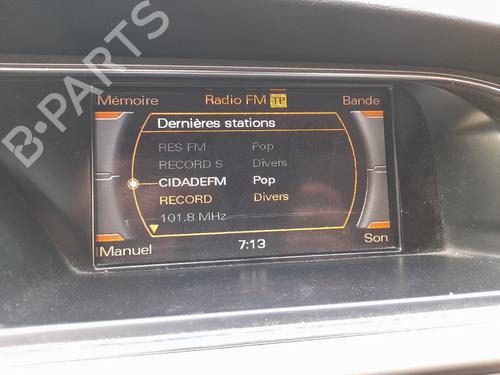 Mémoire Radio FM TP Bande
Dernières stations
RES FM Pop
RECORD S Divers
CIDADEFM Pop
RECORD Divers
101.8 MHz
Manuel 7:13 Son
B-PARTS